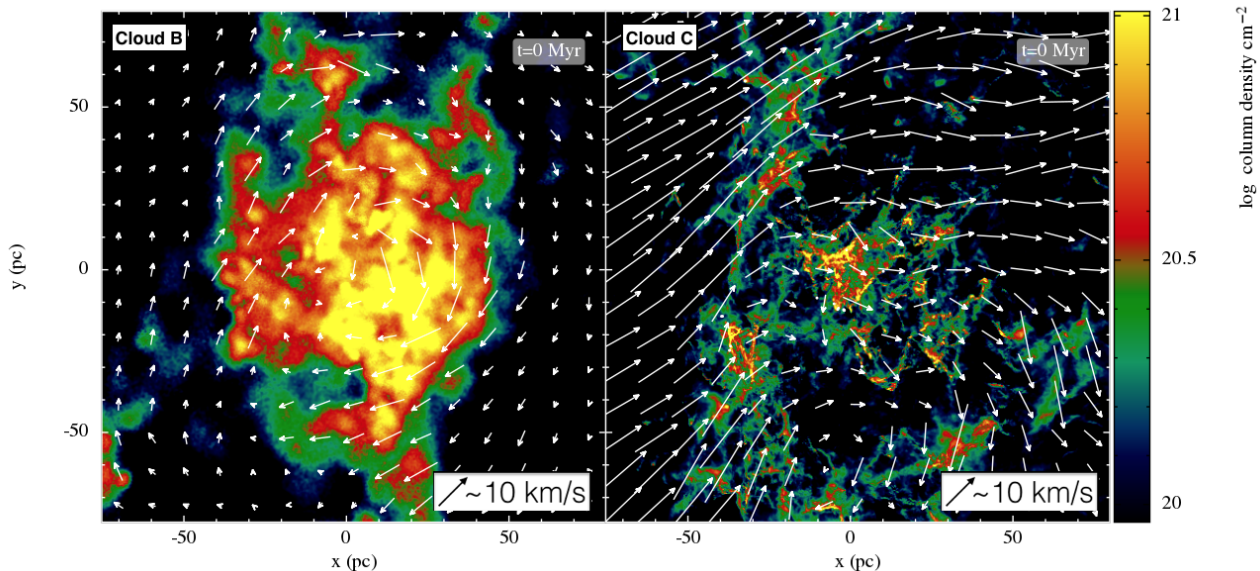 Cloud B
t=0 Myr
~10 km/s
y (pc)
50
0
-50
-50
0
50
x (pc)
Cloud C
t=0 Myr
~10 km/s
-50
0
50
x (pc)
21
20.5
20
log column density cm⁻²